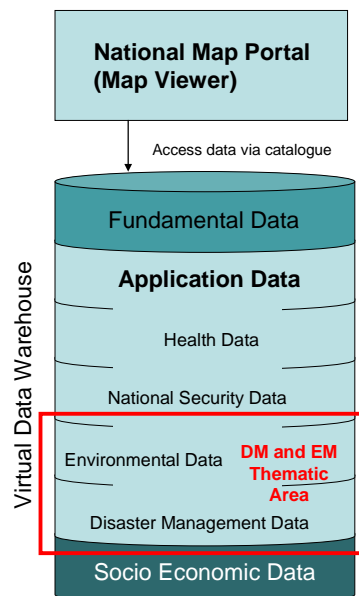 National Map Portal
(Map Viewer)
Access data via catalogue
Fundamental Data
Application Data
Health Data
National Security Data
Environmental Data
DM and EM
Thematic
Area
Disaster Management Data
Socio Economic Data
Virtual Data Warehouse